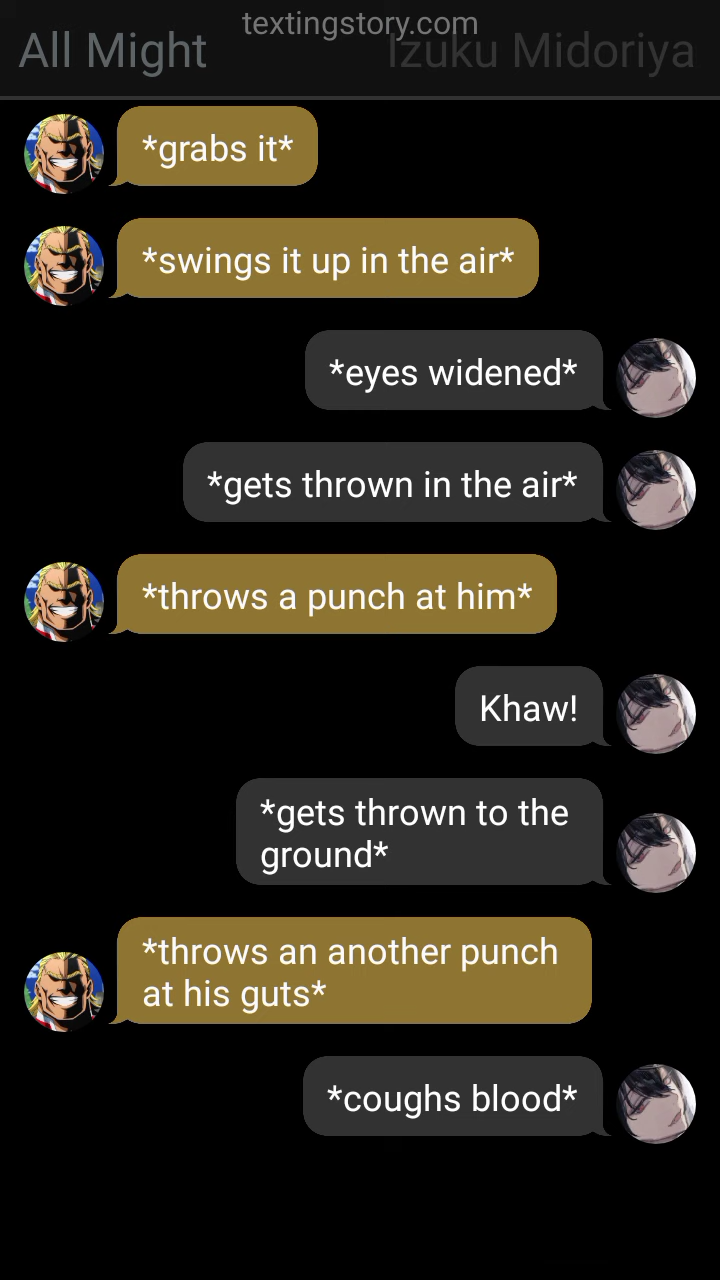 textingstory.com
All Might
Izuku Midoriya
*grabs it*
*swings it up in the air*
*eyes widened*
*gets thrown in the air*
*throws a punch at him*
Khaw!
*gets thrown to the
ground*
*throws an another punch
at his guts*
*coughs blood*